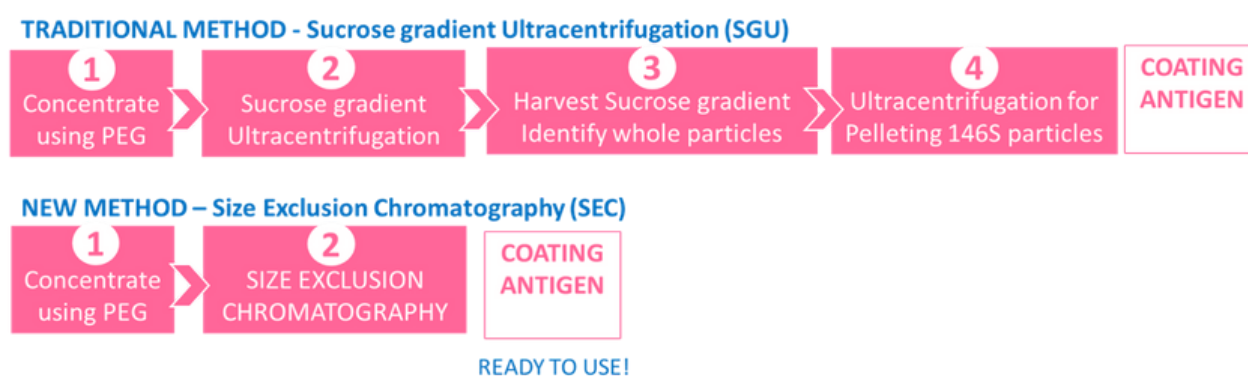 TRADITIONAL METHOD - Sucrose gradient Ultracentrifugation (SGU)
1
Concentrate
using PEG
2
Sucrose gradient
Ultracentrifugation
3
Harvest Sucrose gradient
Identify whole particles
4
Ultracentrifugation for
Pelleting 146S particles
COATING
ANTIGEN
NEW METHOD – Size Exclusion Chromatography (SEC)
1
Concentrate
using PEG
2
SIZE EXCLUSION
CHROMATOGRAPHY
COATING
ANTIGEN
READY TO USE!